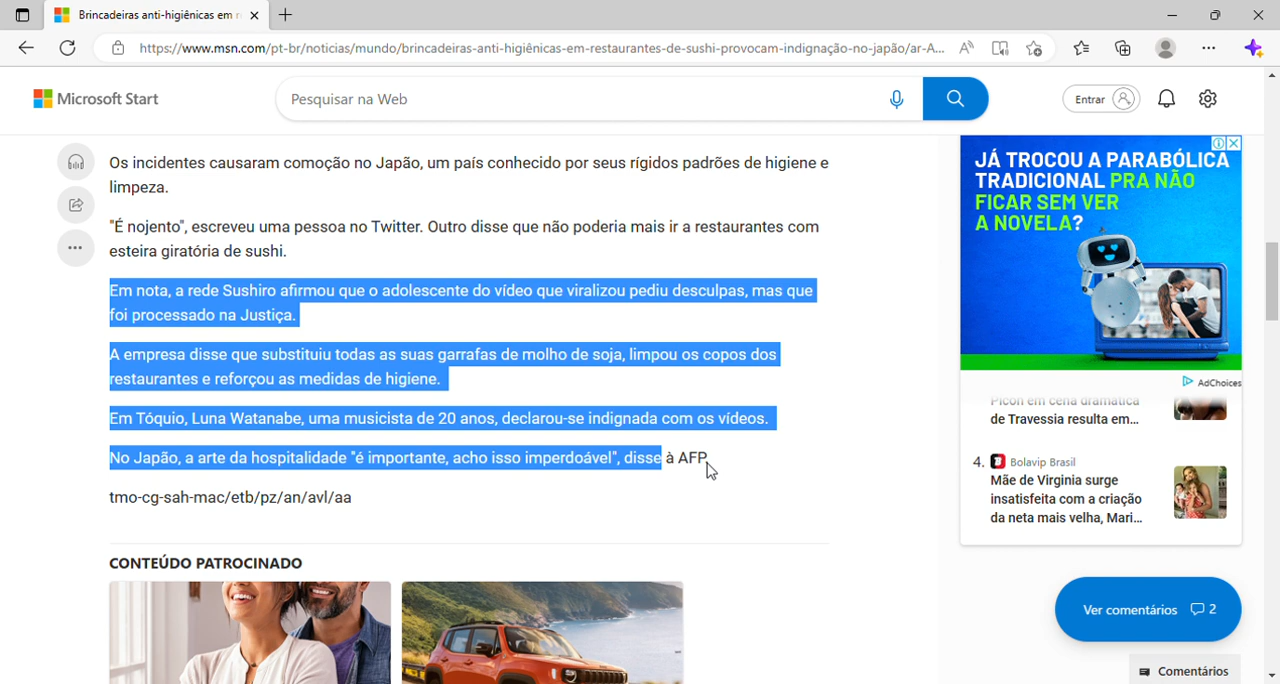 Brincadeiras anti-higiênicas em r
https://www.msn.com/pt-br/noticias/mundo/brincadeiras-anti-higiênicas-em-restaurantes-de-sushi-provocam-indignação-no-japão/ar-A...
Microsoft Start
Pesquisar na Web
Entrar
Os incidentes causaram comoção no Japão, um país conhecido por seus rígidos padrões de higiene e
limpeza.
"É nojento", escreveu uma pessoa no Twitter. Outro disse que não poderia mais ir a restaurantes com
esteira giratória de sushi.
Em nota, a rede Sushiro afirmou que o adolescente do vídeo que viralizou pediu desculpas, mas que
foi processado na Justiça.
A empresa disse que substituiu todas as suas garrafas de molho de soja, limpou os copos dos
restaurantes e reforçou as medidas de higiene.
Em Tóquio, Luna Watanabe, uma musicista de 20 anos, declarou-se indignada com os vídeos.
No Japão, a arte da hospitalidade "é importante, acho isso imperdoável", disse à AFP.
tmo-cg-sah-mac/etb/pz/an/avl/aa
CONTEÚDO PATROCINADO
JÁ TROCOU A PARABÓLICA
TRADICIONAL PRA NÃO
FICAR SEM VER
A NOVELA?
AdChoices
Picon em cena dramática
de Travessia resulta em...
4. Bolavip Brasil
Mãe de Virginia surge
insatisfeita com a criação
da neta mais velha, Mari...
Ver comentários 2
Comentários